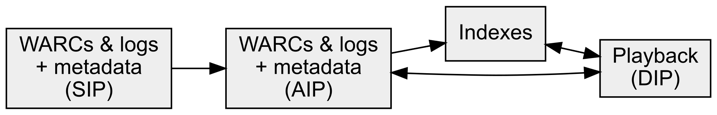 WARCs & logs
+ metadata
(SIP)
WARCs & logs
+ metadata
(AIP)
Indexes
Playback
(DIP)